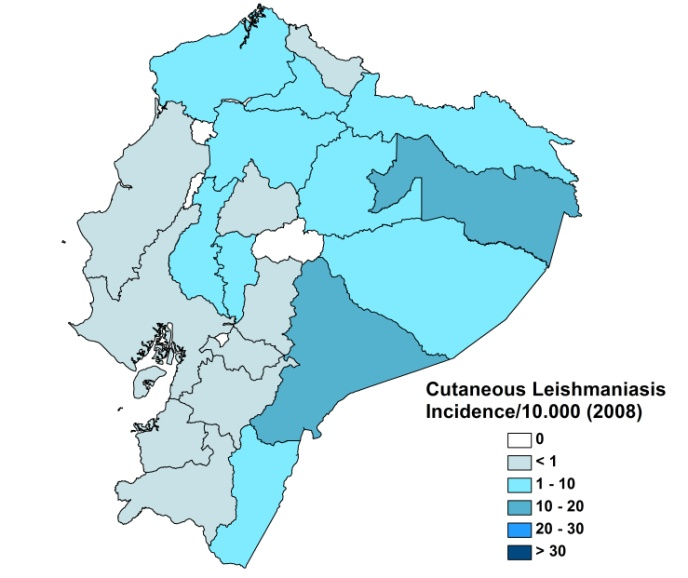 Cutaneous Leishmaniasis
Incidence/10.000 (2008)
0
< 1
1 - 10
10 - 20
20 - 30
> 30